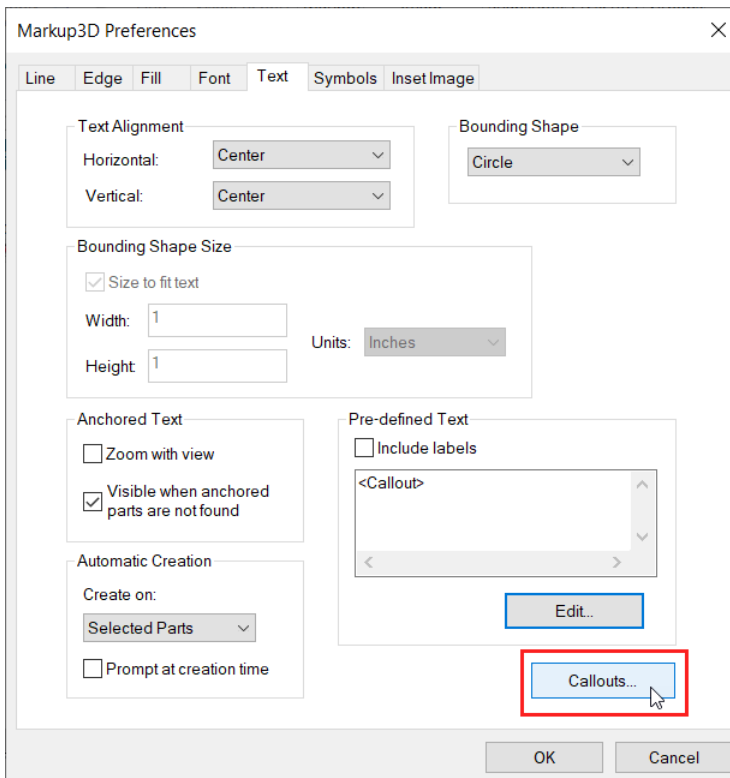 Markup3D Preferences
Line Edge Fill Font Text Symbols Inset Image
Text Alignment
Horizontal: Center
Vertical: Center
Bounding Shape
Circle
Bounding Shape Size
Size to fit text
Width: 1
Height: 1
Units: Inches
Anchored Text
Zoom with view
Visible when anchored
parts are not found
Pre-defined Text
Include labels
<Callout>
Edit...
Automatic Creation
Create on:
Selected Parts
Prompt at creation time
Callouts...
OK Cancel